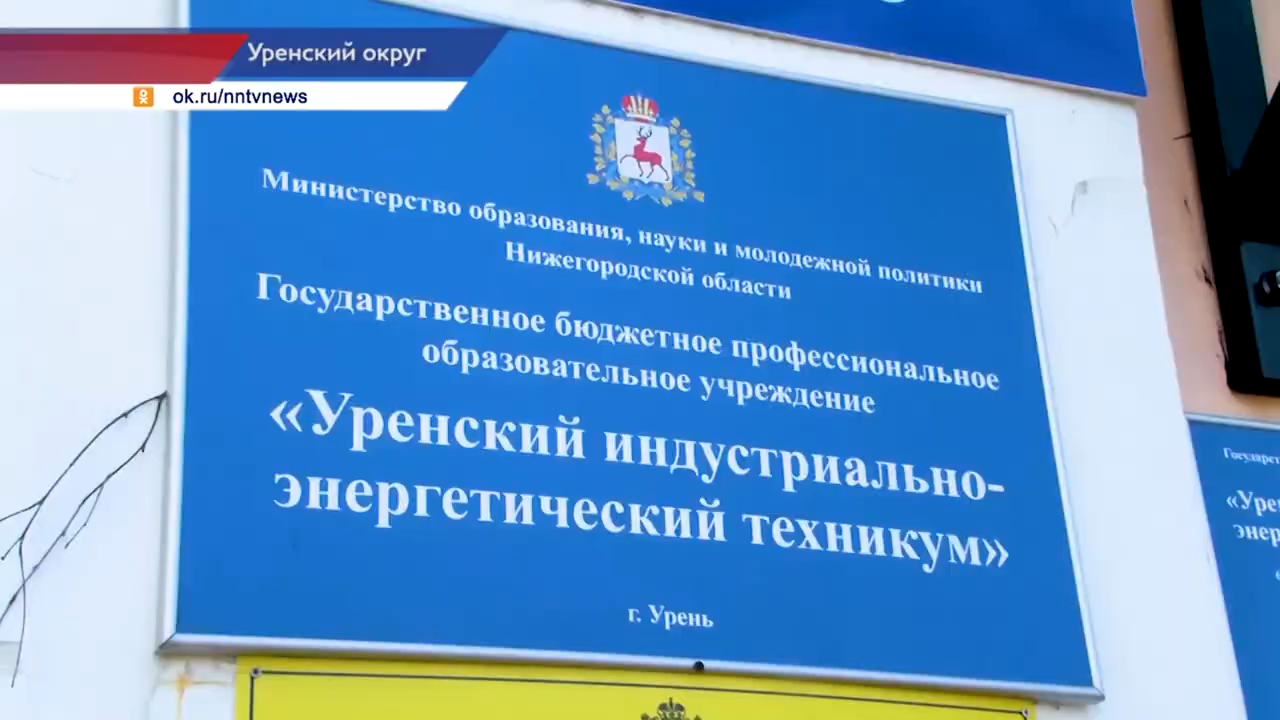 Уренский округ
ok.ru/nntvnews
Министерство образования, науки и молодежной политики
Нижегородской области
Государственное бюджетное профессиональное
образовательное учреждение
«Уренский индустриально-
энергетический техникум»
г. Урень